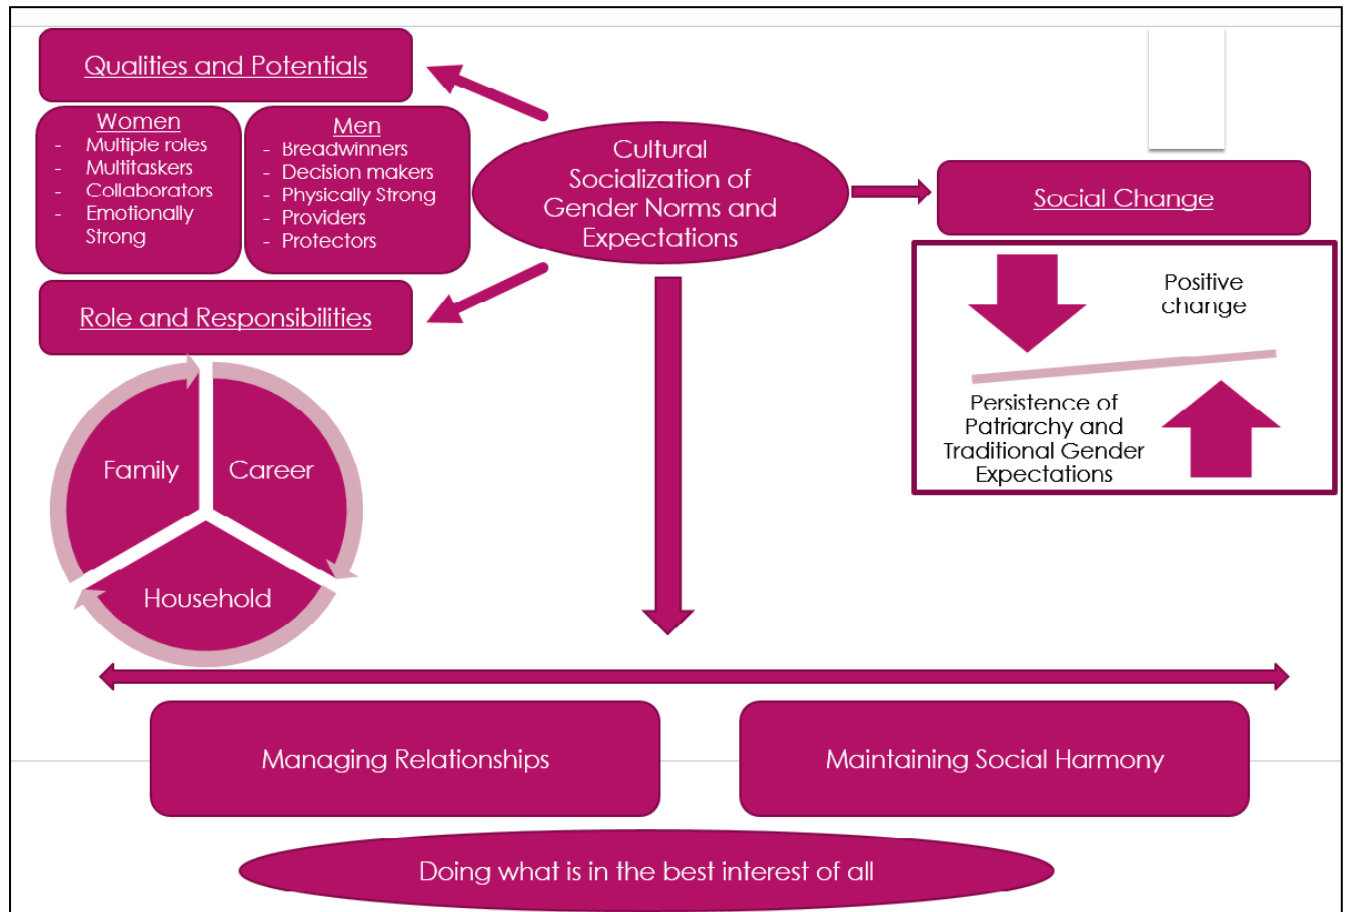 Qualities and Potentials
Women
- Multiple roles
- Multitaskers
- Collaborators
- Emotionally
Strong
Men
- Breadwinners
- Decision makers
- Physically Strong
- Providers
- Protectors
Cultural
Socialization of
Gender Norms and
Expectations
Social Change
Positive
change
Persistence of
Patriarchy and
Traditional Gender
Expectations
Role and Responsibilities
Family
Career
Household
Managing Relationships
Maintaining Social Harmony
Doing what is in the best interest of all